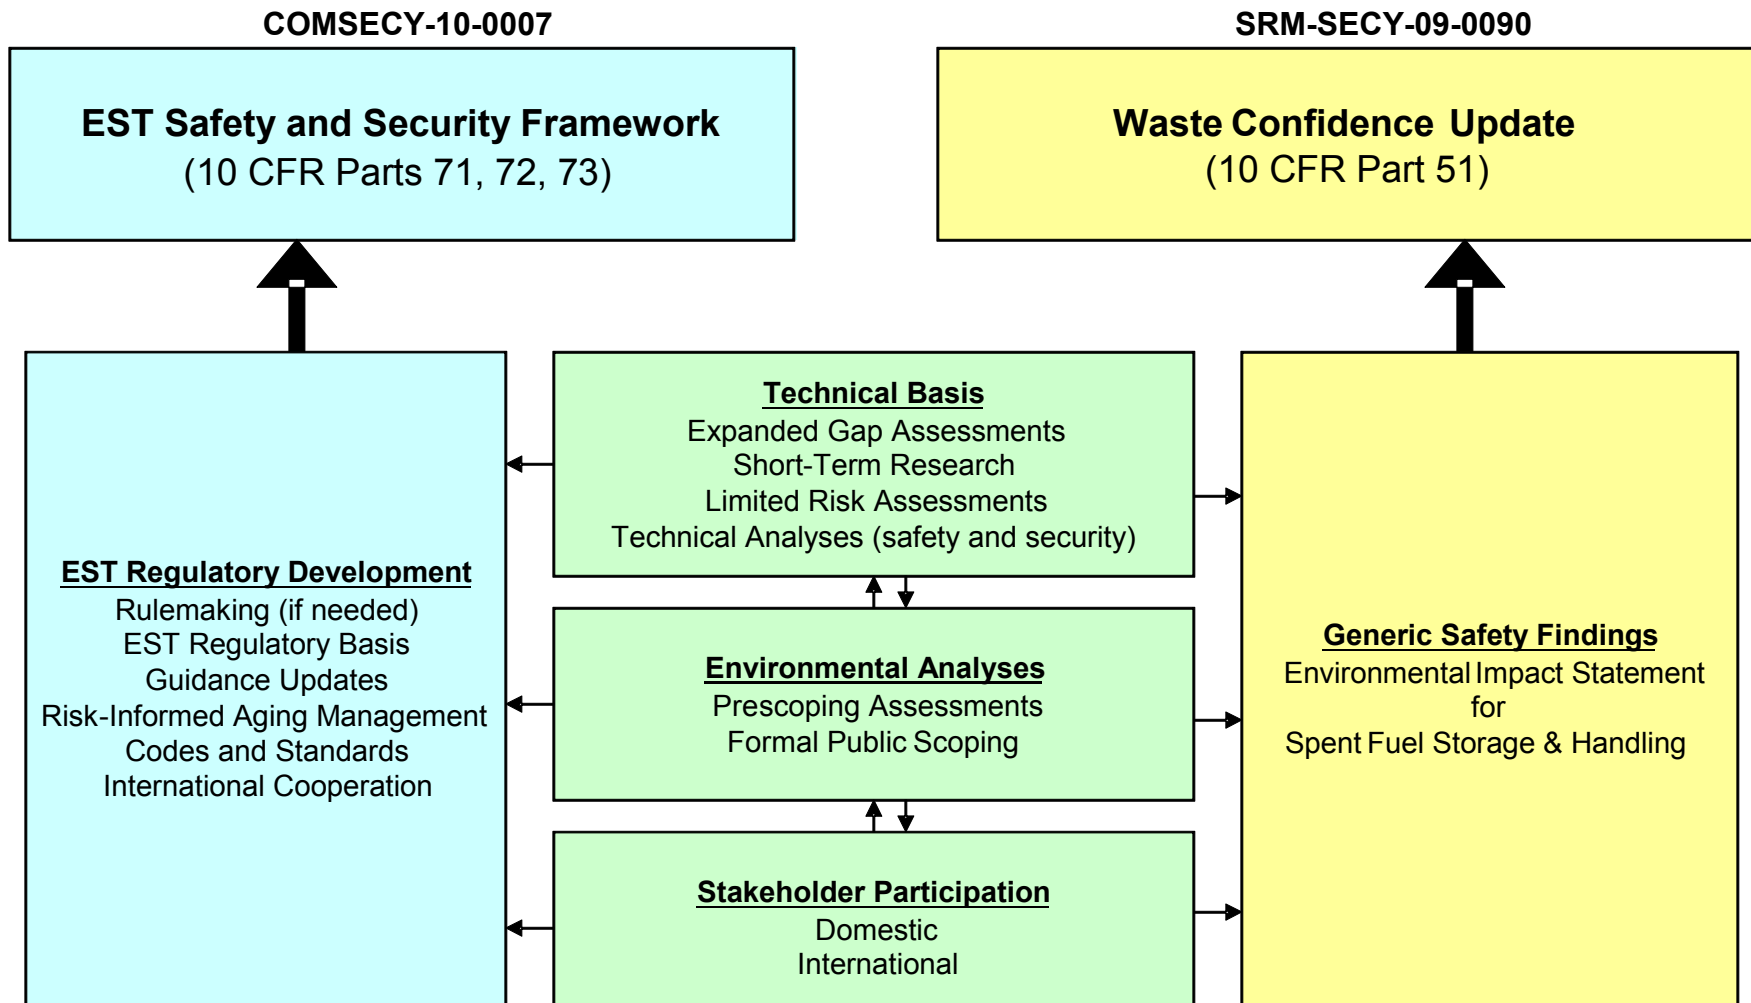 COMSECY-10-0007
SRM-SECY-09-0090
EST Safety and Security Framework
(10 CFR Parts 71, 72, 73)
Waste Confidence Update
(10 CFR Part 51)
EST Regulatory Development
Rulemaking (if needed)
EST Regulatory Basis
Guidance Updates
Risk-Informed Aging Management
Codes and Standards
International Cooperation
Technical Basis
Expanded Gap Assessments
Short-Term Research
Limited Risk Assessments
Technical Analyses (safety and security)
Environmental Analyses
Prescoping Assessments
Formal Public Scoping
Stakeholder Participation
Domestic
International
Generic Safety Findings
Environmental Impact Statement
for
Spent Fuel Storage & Handling